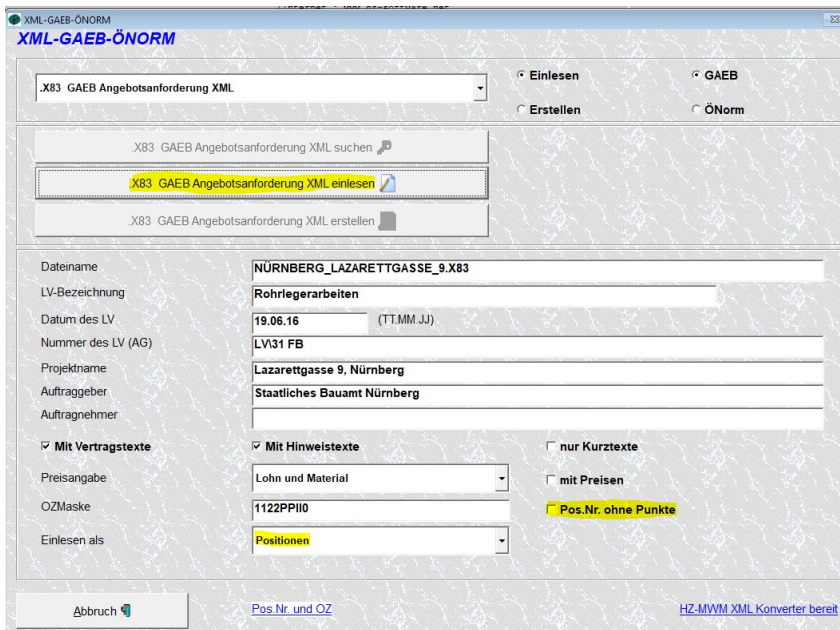 XML-GAEB-ÖNORM
XML-GAEB-ÖNORM
.X83 GAEB Angebotsanforderung XML
Einlesen
GAEB
Erstellen
ÖNorm
.X83 GAEB Angebotsanforderung XML suchen
.X83 GAEB Angebotsanforderung XML einlesen
.X83 GAEB Angebotsanforderung XML erstellen
Dateiname NÜRNBERG_LAZARETTGASSE_9.X83
LV-Bezeichnung Rohrlegerarbeiten
Datum des LV 19.06.16 (TT.MM.JJ)
Nummer des LV (AG) LV\31 FB
Projektname Lazarettgasse 9, Nürnberg
Auftraggeber Staatliches Bauamt Nürnberg
Auftragnehmer
Mit Vertragstexte Mit Hinweistexte nur Kurztexte
Preisangabe Lohn und Material mit Preisen
OZMaske 1122PPII0 Pos.Nr. ohne Punkte
Einlesen als Positionen
Abbruch Pos.Nr. und OZ HZ-MWM XML Konverter bereit